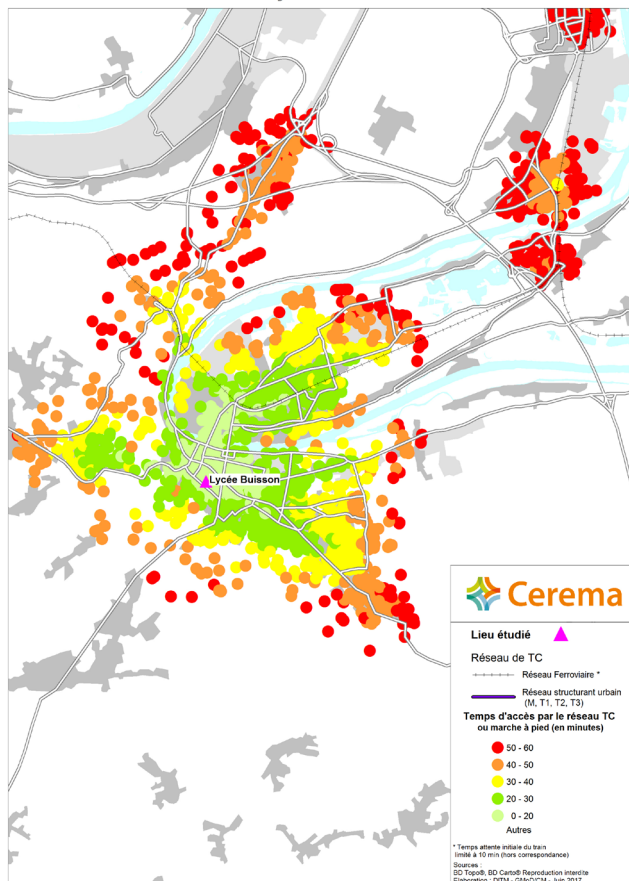 Lycée Buisson
Cerema
Lieu étudié
Réseau de TC
Réseau Ferroviaire *
Réseau structurant urbain
(M, T1, T2, T3)
Temps d'accès par le réseau TC
ou marche à pied (en minutes)
50 - 60
40 - 50
30 - 40
20 - 30
0 - 20
Autres
* Temps attente initiale du train
limité à 10 min (hors correspondance)
Sources :
BD Topo®, BD Carto® Reproduction interdite